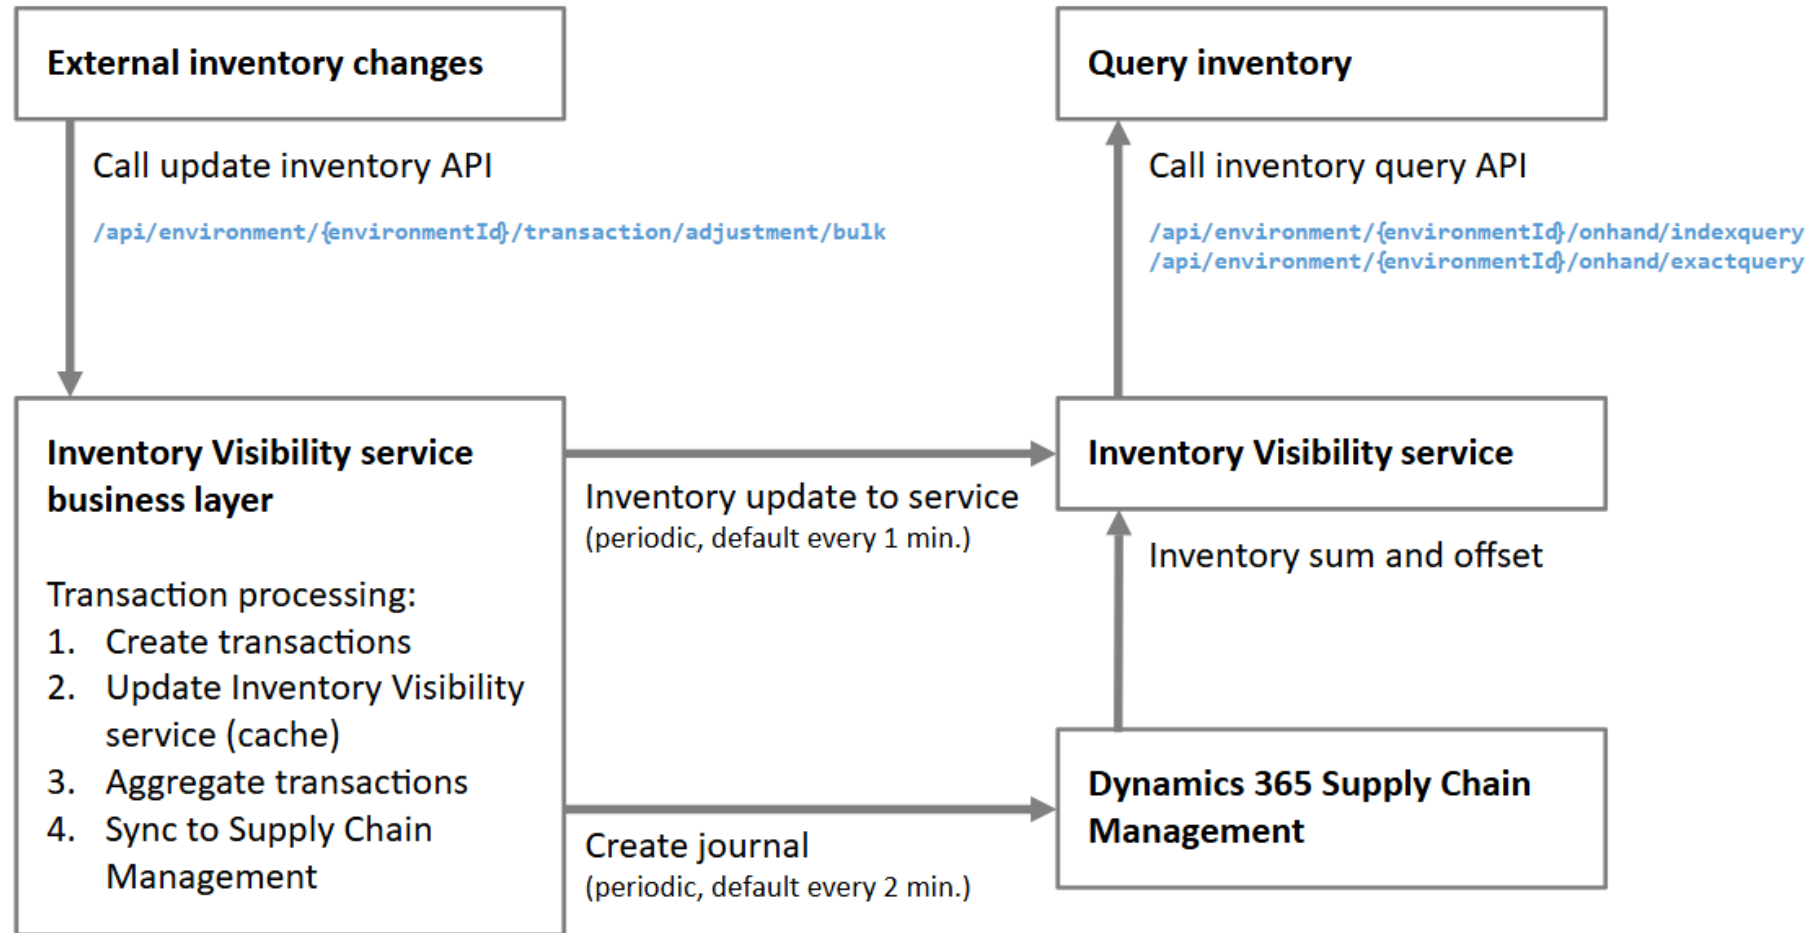 External inventory changes
Call update inventory API
/api/environment/{environmentId}/transaction/adjustment/bulk
Query inventory
Call inventory query API
/api/environment/{environmentId}/onhand/indexquery
/api/environment/{environmentId}/onhand/exactquery
Inventory Visibility service
business layer
Transaction processing:
1. Create transactions
2. Update Inventory Visibility
service (cache)
3. Aggregate transactions
4. Sync to Supply Chain
Management
Inventory update to service
(periodic, default every 1 min.)
Create journal
(periodic, default every 2 min.)
Inventory Visibility service
Inventory sum and offset
Dynamics 365 Supply Chain
Management